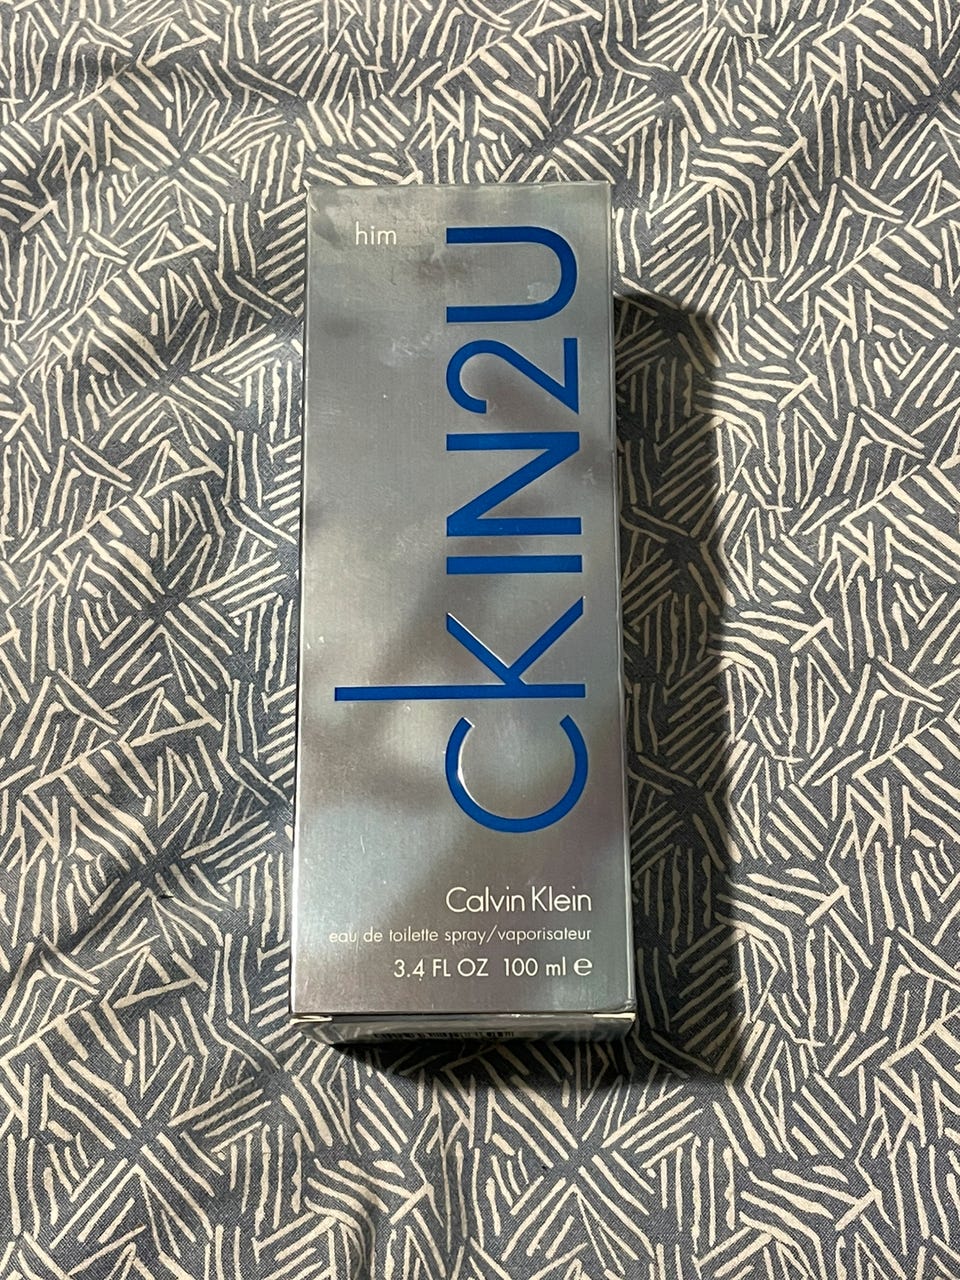 him
ckIN2U
Calvin Klein
eau de toilette spray/vaporisateur
3.4 FL OZ 100 ml ℮